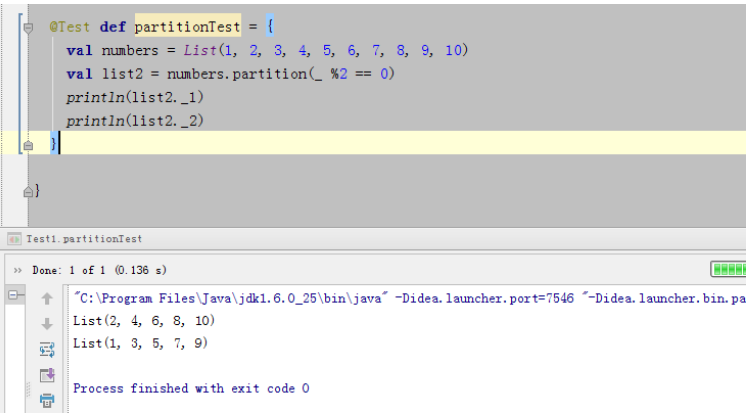 @Test def partitionTest = {
val numbers = List(1, 2, 3, 4, 5, 6, 7, 8, 9, 10)
val list2 = numbers.partition(_ %2 == 0)
println(list2._1)
println(list2._2)
}
}
Test1.partitionTest
Done: 1 of 1 (0.136 s)
"C:\Program Files\Java\jdk1.6.0_25\bin\java" -Didea.launcher.port=7546 "-Didea.launcher.bin.pa
List(2, 4, 6, 8, 10)
List(1, 3, 5, 7, 9)
Process finished with exit code 0